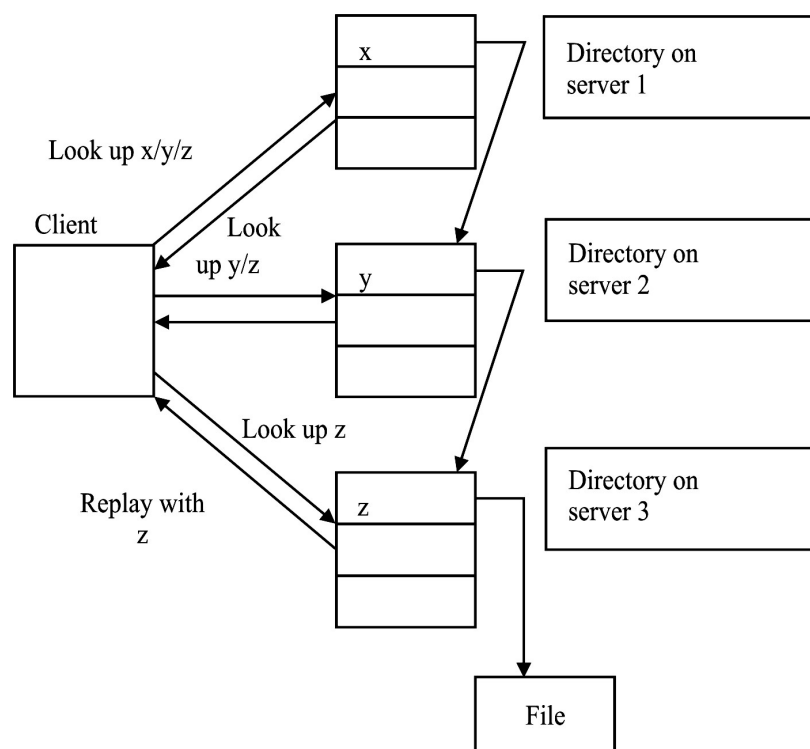 x
Directory on
server 1
Look up x/y/z
Client
Look
up y/z
y
Directory on
server 2
Look up z
Replay with
z
z
Directory on
server 3
File